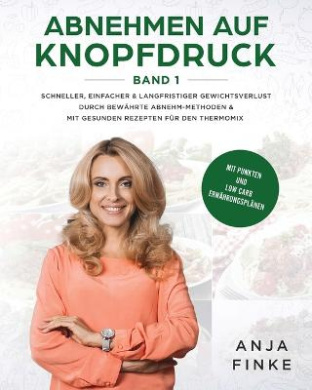 ABNEHMEN AUF
KNOPFDRUCK
BAND 1
SCHNELLER, EINFACHER & LANGFRISTIGER GEWICHTSVERLUST
DURCH BEWÄHRTE ABNEHM-METHODEN &
MIT GESUNDEN REZEPTEN FÜR DEN THERMOMIX
MIT PUNKTEN
UND
LOW CARB
ERNÄHRUNGSPLÄNEN
ANJA
FINKE